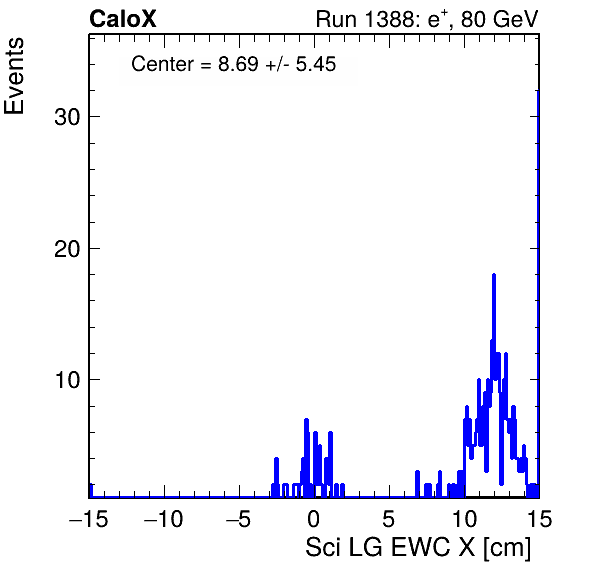 CaloX Run 1388: e⁺, 80 GeV
Events
Center = 8.69 +/- 5.45
30
20
10
−15 −10 −5 0 5 10 15
Sci LG EWC X [cm]